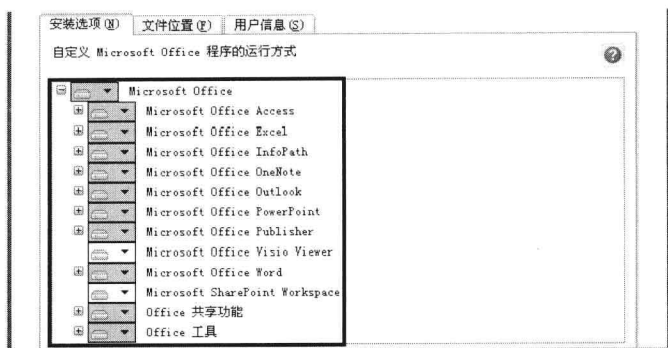 安装选项(N) 文件位置(F) 用户信息(S)
自定义 Microsoft Office 程序的运行方式
Microsoft Office
Microsoft Office Access
Microsoft Office Excel
Microsoft Office InfoPath
Microsoft Office OneNote
Microsoft Office Outlook
Microsoft Office PowerPoint
Microsoft Office Publisher
Microsoft Office Visio Viewer
Microsoft Office Word
Microsoft SharePoint Workspace
Office 共享功能
Office 工具